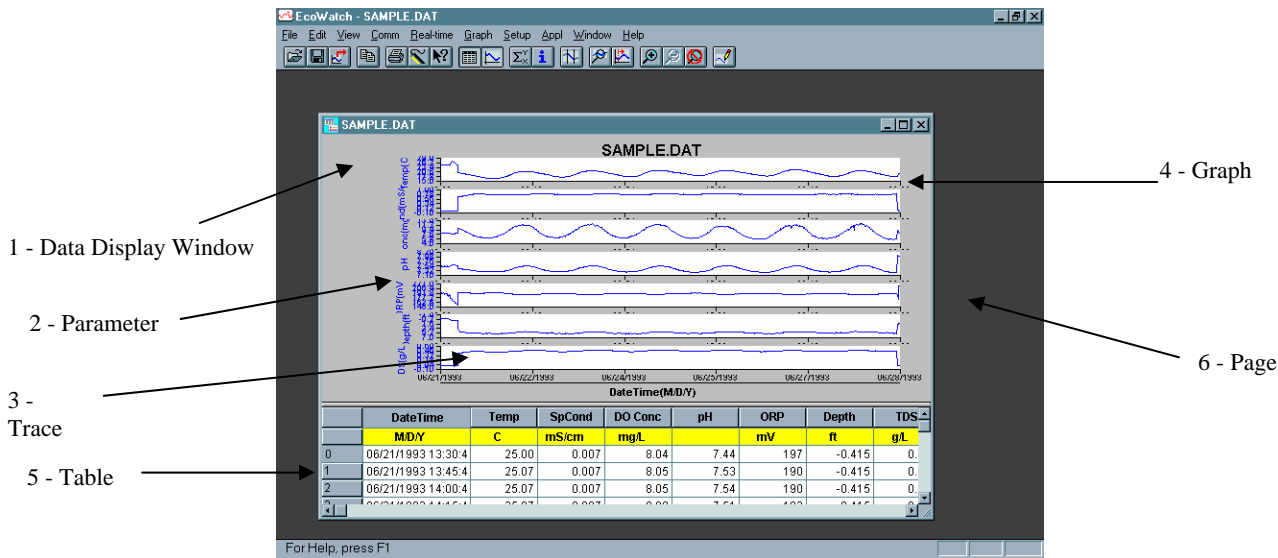 EcoWatch - SAMPLE.DAT
File Edit View Comm Real-time Graph Setup Appl Window Help
SAMPLE.DAT
SAMPLE.DAT
pH
06/21/1993 06/22/1993 06/24/1993 06/25/1993 06/27/1993 06/28/1993
DateTime(M/D/Y)
DateTime Temp SpCond DO Conc pH ORP Depth TDS
M/D/Y C mS/cm mg/L mV ft g/L
0 06/21/1993 13:30:4 25.00 0.007 8.04 7.44 197 -0.415 0.
1 06/21/1993 13:45:4 25.07 0.007 8.05 7.53 190 -0.415 0.
2 06/21/1993 14:00:4 25.07 0.007 8.05 7.54 190 -0.415 0.
For Help, press F1
1 - Data Display Window
2 - Parameter
3 -
Trace
4 - Graph
5 - Table
6 - Page